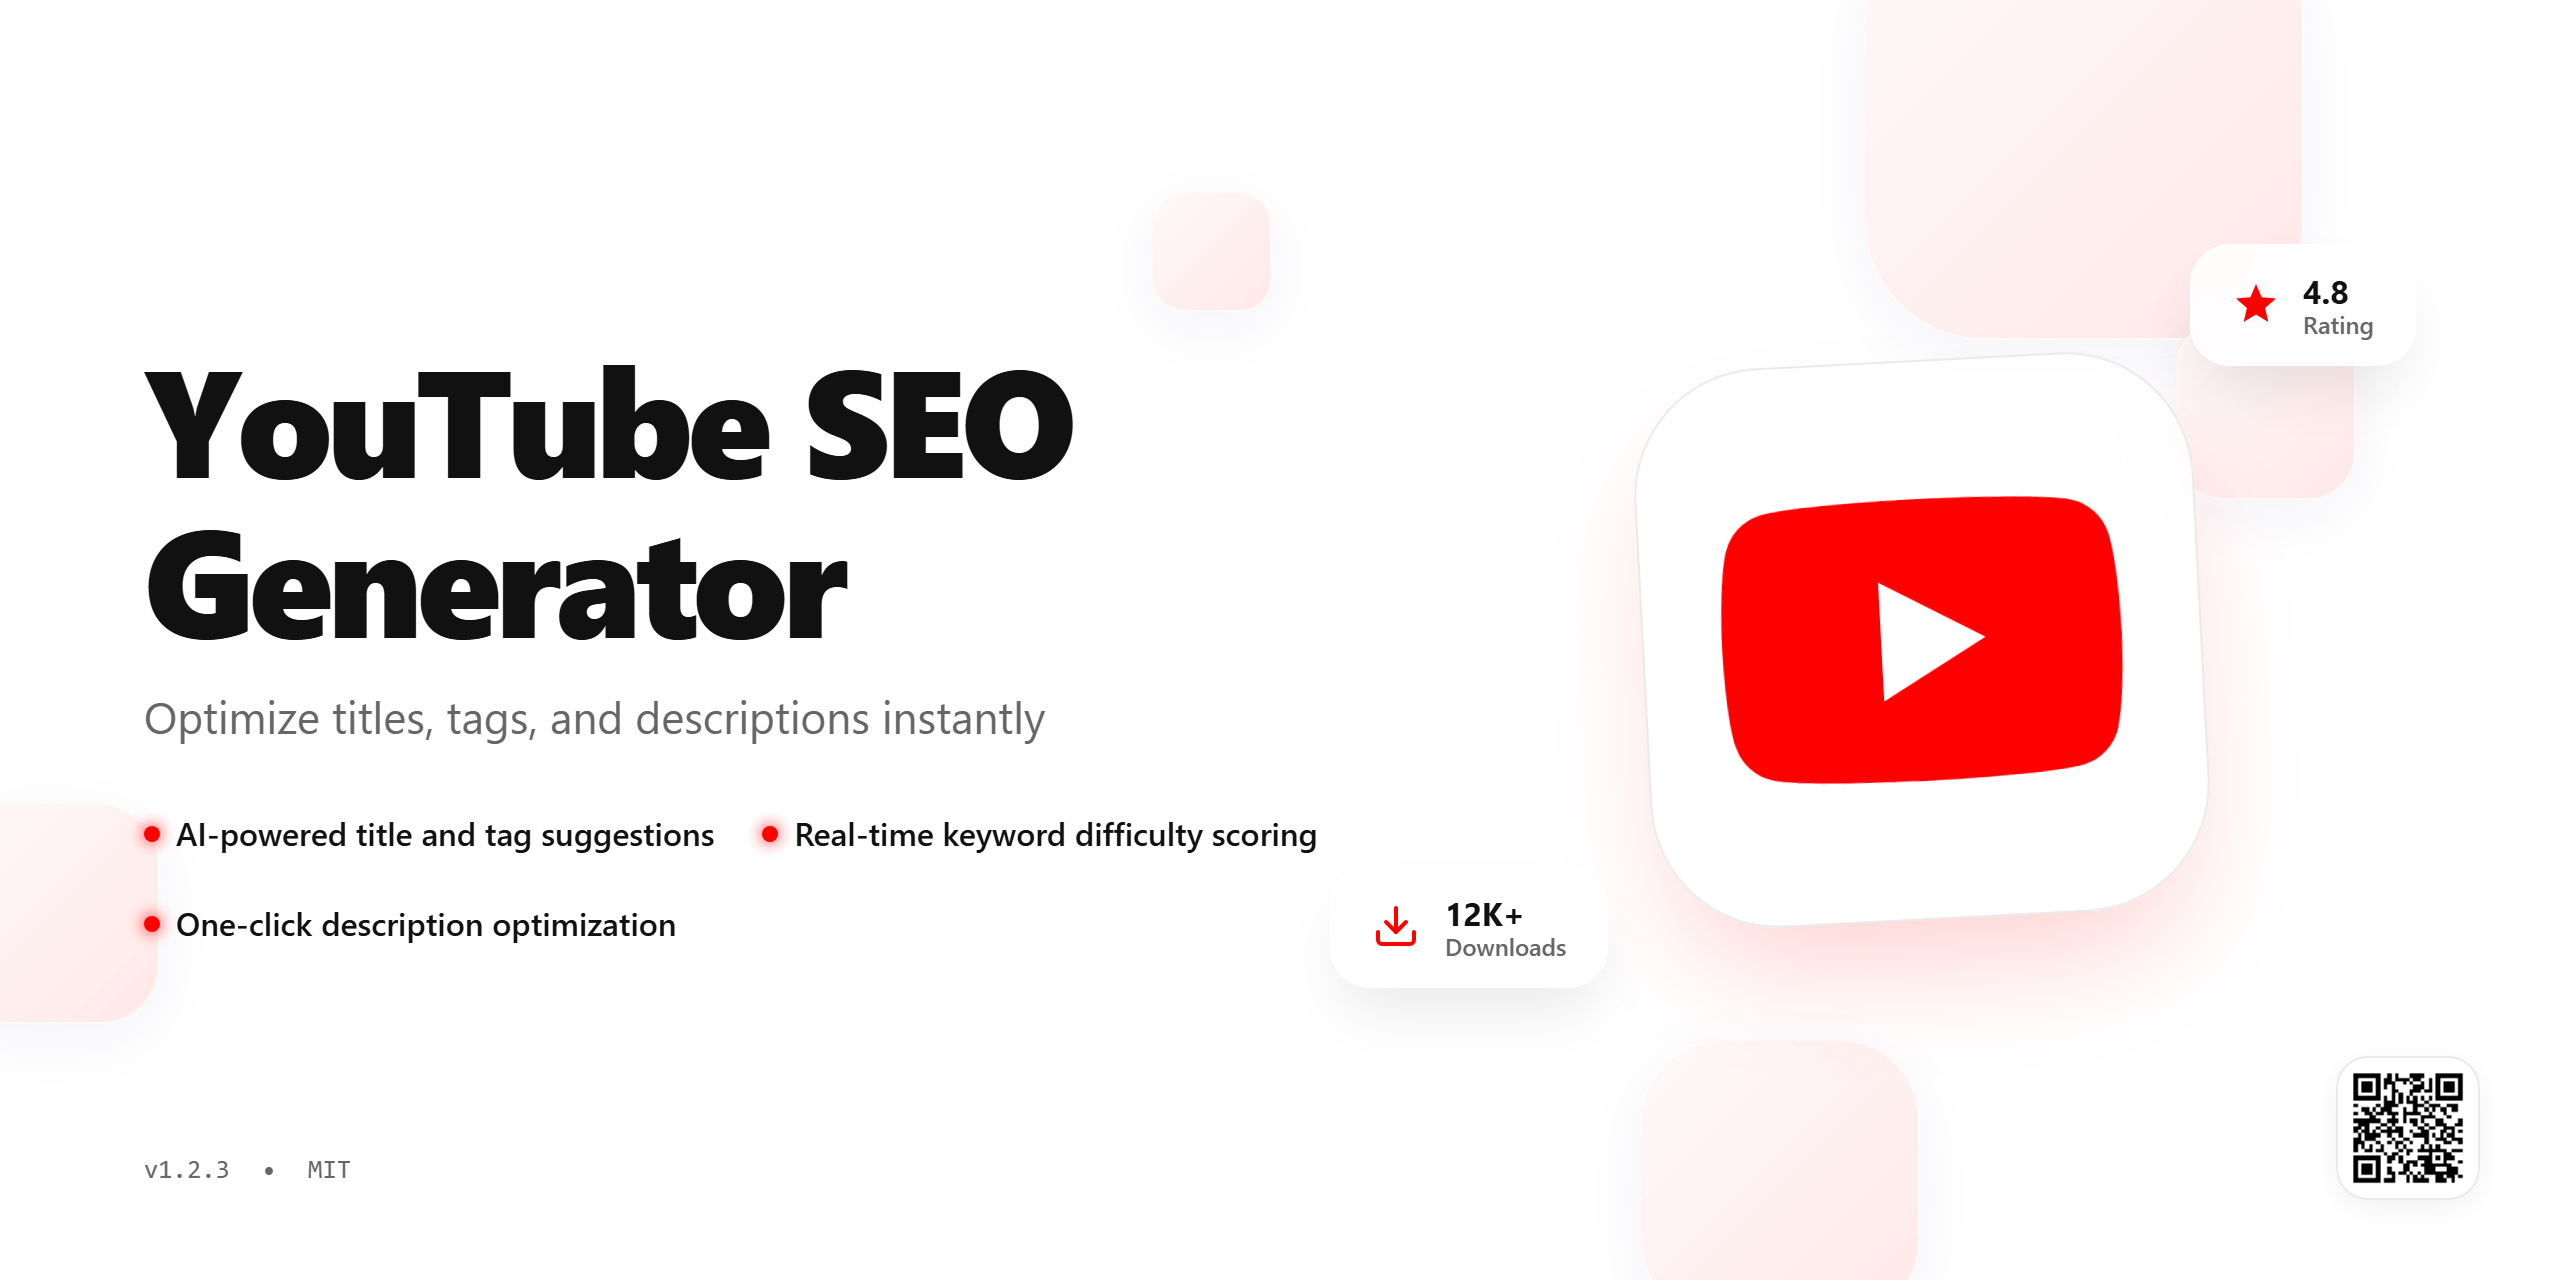 YouTube SEO
Generator
Optimize titles, tags, and descriptions instantly
AI-powered title and tag suggestions
Real-time keyword difficulty scoring
One-click description optimization
4.8
Rating
12K+
Downloads
v1.2.3 • MIT